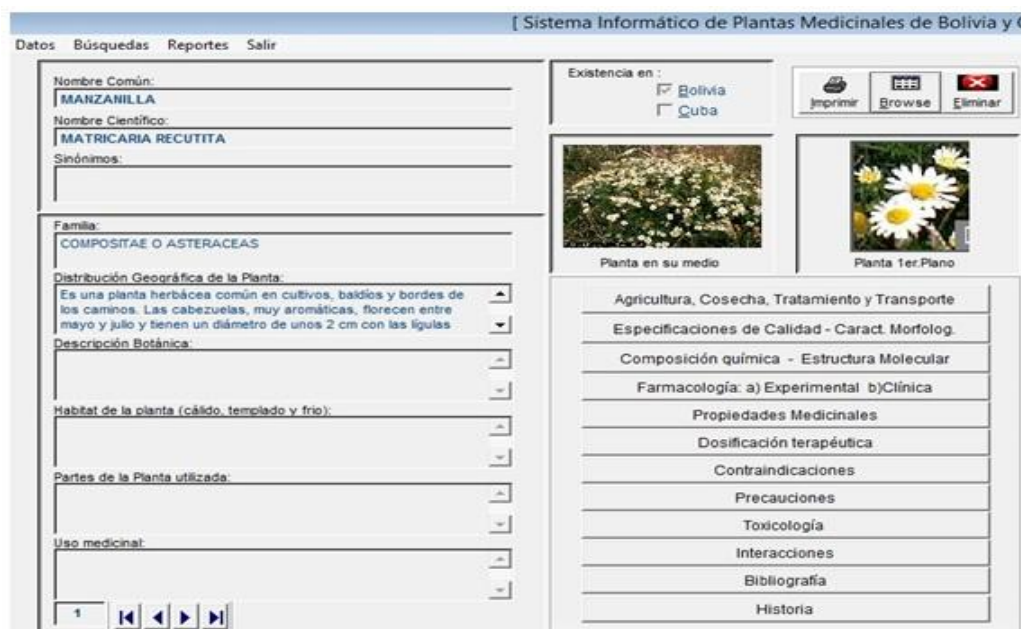 [ Sistema Informático de Plantas Medicinales de Bolivia y
Datos Búsquedas Reportes Salir
Nombre Común:
MANZANILLA
Nombre Científico:
MATRICARIA RECUTITA
Sinónimos:
Existencia en :
Bolivia
Cuba
Imprimir Browse Eliminar
Planta en su medio
Planta 1er.Plano
Familia:
COMPOSITAE O ASTERACEAS
Distribución Geográfica de la Planta:
Es una planta herbácea común en cultivos, baldíos y bordes de
los caminos. Las cabezuelas, muy aromáticas, florecen entre
mayo y julio y tienen un diámetro de unos 2 cm con las lígulas
Descripción Botánica:
Habitat de la planta (cálido, templado y frio):
Partes de la Planta utilizada:
Uso medicinal:
1
Agricultura, Cosecha, Tratamiento y Transporte
Especificaciones de Calidad - Caract. Morfolog.
Composición química - Estructura Molecular
Farmacología: a) Experimental b)Clínica
Propiedades Medicinales
Dosificación terapéutica
Contraindicaciones
Precauciones
Toxicología
Interacciones
Bibliografía
Historia